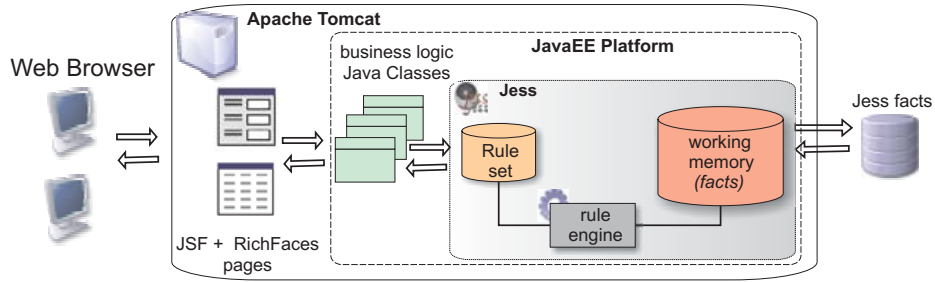 Apache Tomcat
JavaEE Platform
business logic
Java Classes
Web Browser
Jess
Jess facts
Rule
set
working
memory
(facts)
rule
engine
JSF + RichFaces
pages